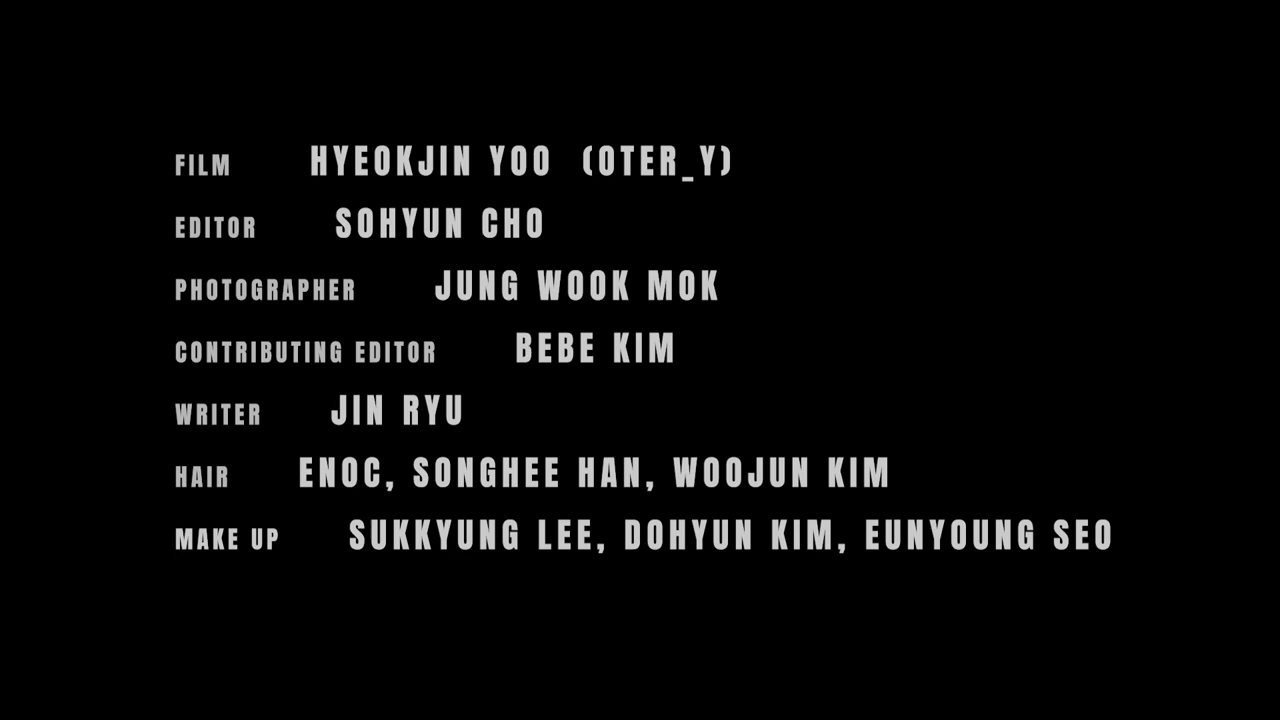 FILM HYEOKJIN YOO (OTER_Y)
EDITOR SOHYUN CHO
PHOTOGRAPHER JUNG WOOK MOK
CONTRIBUTING EDITOR BEBE KIM
WRITER JIN RYU
HAIR ENOC, SONGHEE HAN, WOOJUN KIM
MAKE UP SUKKYUNG LEE, DOHYUN KIM, EUNYOUNG SEO